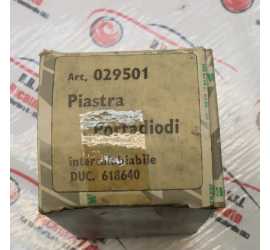 Art. 029501
Piastra
Portadiodi
intercambiabile
DUC. 618640